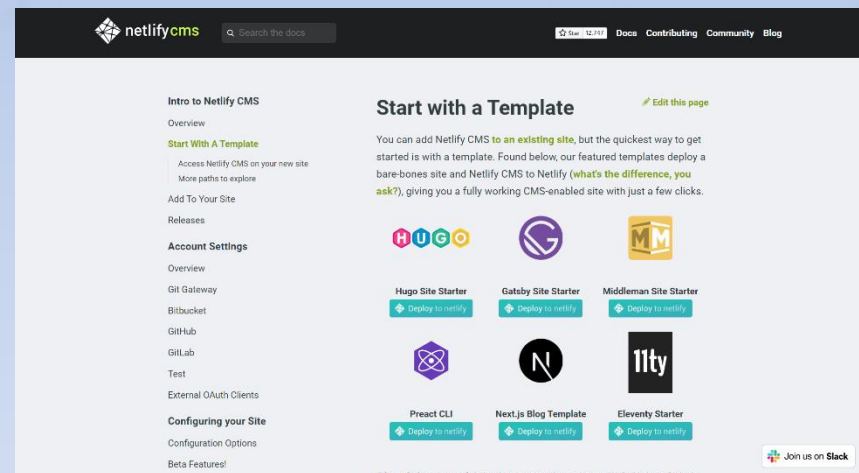 netlifycms
Search the docs
Star 12,747
Docs Contributing Community Blog
Intro to Netlify CMS
Overview
Start With A Template
Access Netlify CMS on your new site
More paths to explore
Add To Your Site
Releases
Account Settings
Overview
Git Gateway
Bitbucket
GitHub
GitLab
Test
External OAuth Clients
Configuring your Site
Configuration Options
Beta Features!
Start with a Template
Edit this page
You can add Netlify CMS to an existing site, but the quickest way to get
started is with a template. Found below, our featured templates deploy a
bare-bones site and Netlify CMS to Netlify (what's the difference, you
ask?), giving you a fully working CMS-enabled site with just a few clicks.
HUGO
MM
Hugo Site Starter
Gatsby Site Starter
Middleman Site Starter
Deploy to netlify
Deploy to netlify
Deploy to netlify
N
11ty
Preact CLI
Next.js Blog Template
Eleventy Starter
Deploy to netlify
Deploy to netlify
Deploy to netlify
Join us on Slack